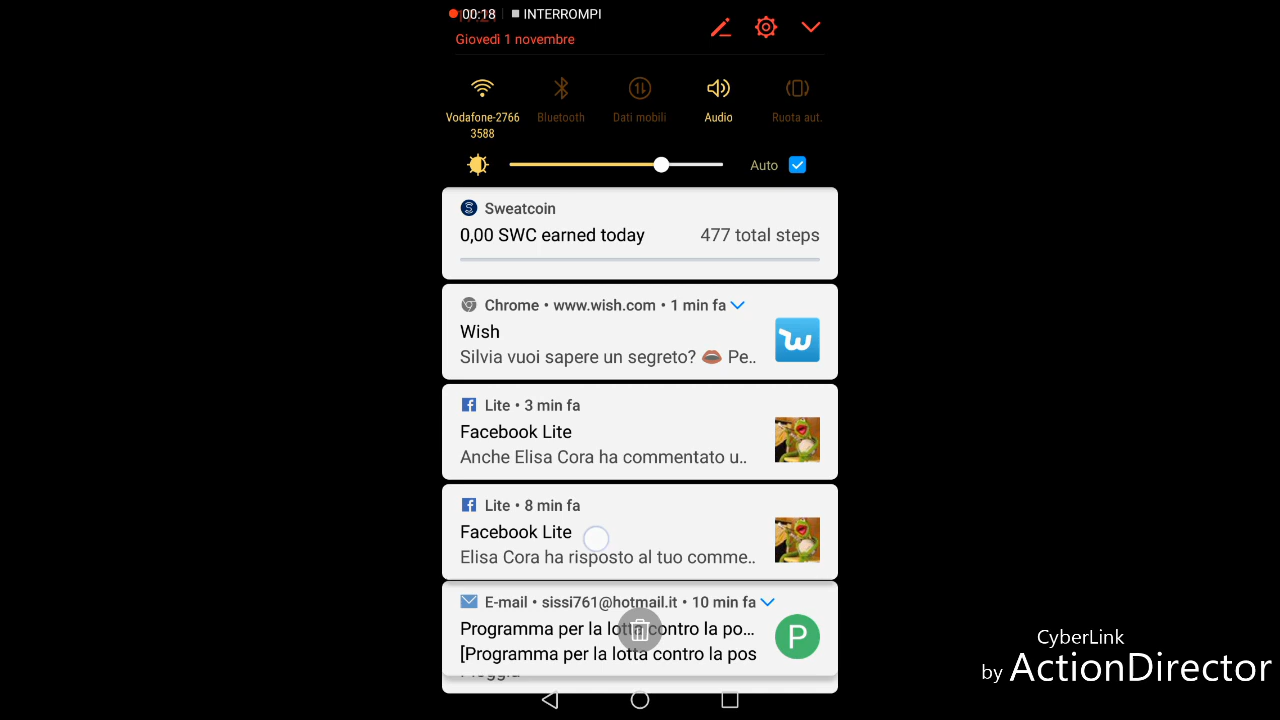 00:18 INTERROMPI
Giovedì 1 novembre
Vodafone-2766
3588
Bluetooth
Dati mobili
Audio
Ruota aut.
Auto
Sweatcoin
0,00 SWC earned today 477 total steps
Chrome • www.wish.com • 1 min fa
Wish
Silvia vuoi sapere un segreto? 👄 Pe..
Lite • 3 min fa
Facebook Lite
Anche Elisa Cora ha commentato u..
Lite • 8 min fa
Facebook Lite
Elisa Cora ha risposto al tuo comme..
E-mail • sissi761@hotmail.it • 10 min fa
Programma per la lotta contro la po...
[Programma per la lotta contro la pos
P
CyberLink
by ActionDirector